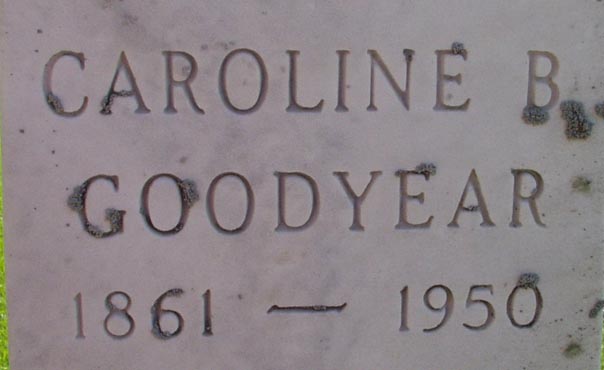 CAROLINE B
GOODYEAR
1861 — 1950